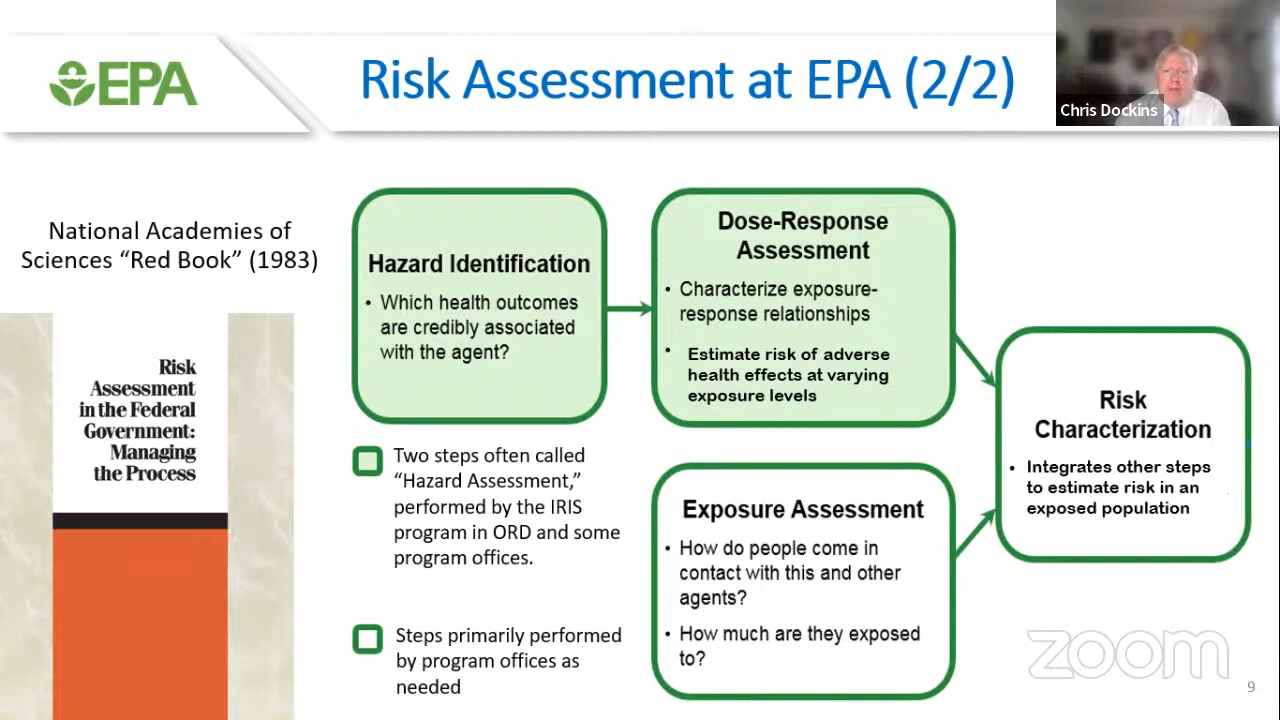 EPA
Risk Assessment at EPA (2/2)
Chris Dockins
National Academies of
Sciences “Red Book” (1983)
Risk
Assessment
in the Federal
Government:
Managing
the Process
Hazard Identification
• Which health outcomes
are credibly associated
with the agent?
Dose-Response
Assessment
• Characterize exposure-
response relationships
• Estimate risk of adverse
health effects at varying
exposure levels
Two steps often called
“Hazard Assessment,”
performed by the IRIS
program in ORD and some
program offices.
Steps primarily performed
by program offices as
needed
Exposure Assessment
• How do people come in
contact with this and other
agents?
• How much are they exposed
to?
Risk
Characterization
• Integrates other steps
to estimate risk in an
exposed population
zoom
9